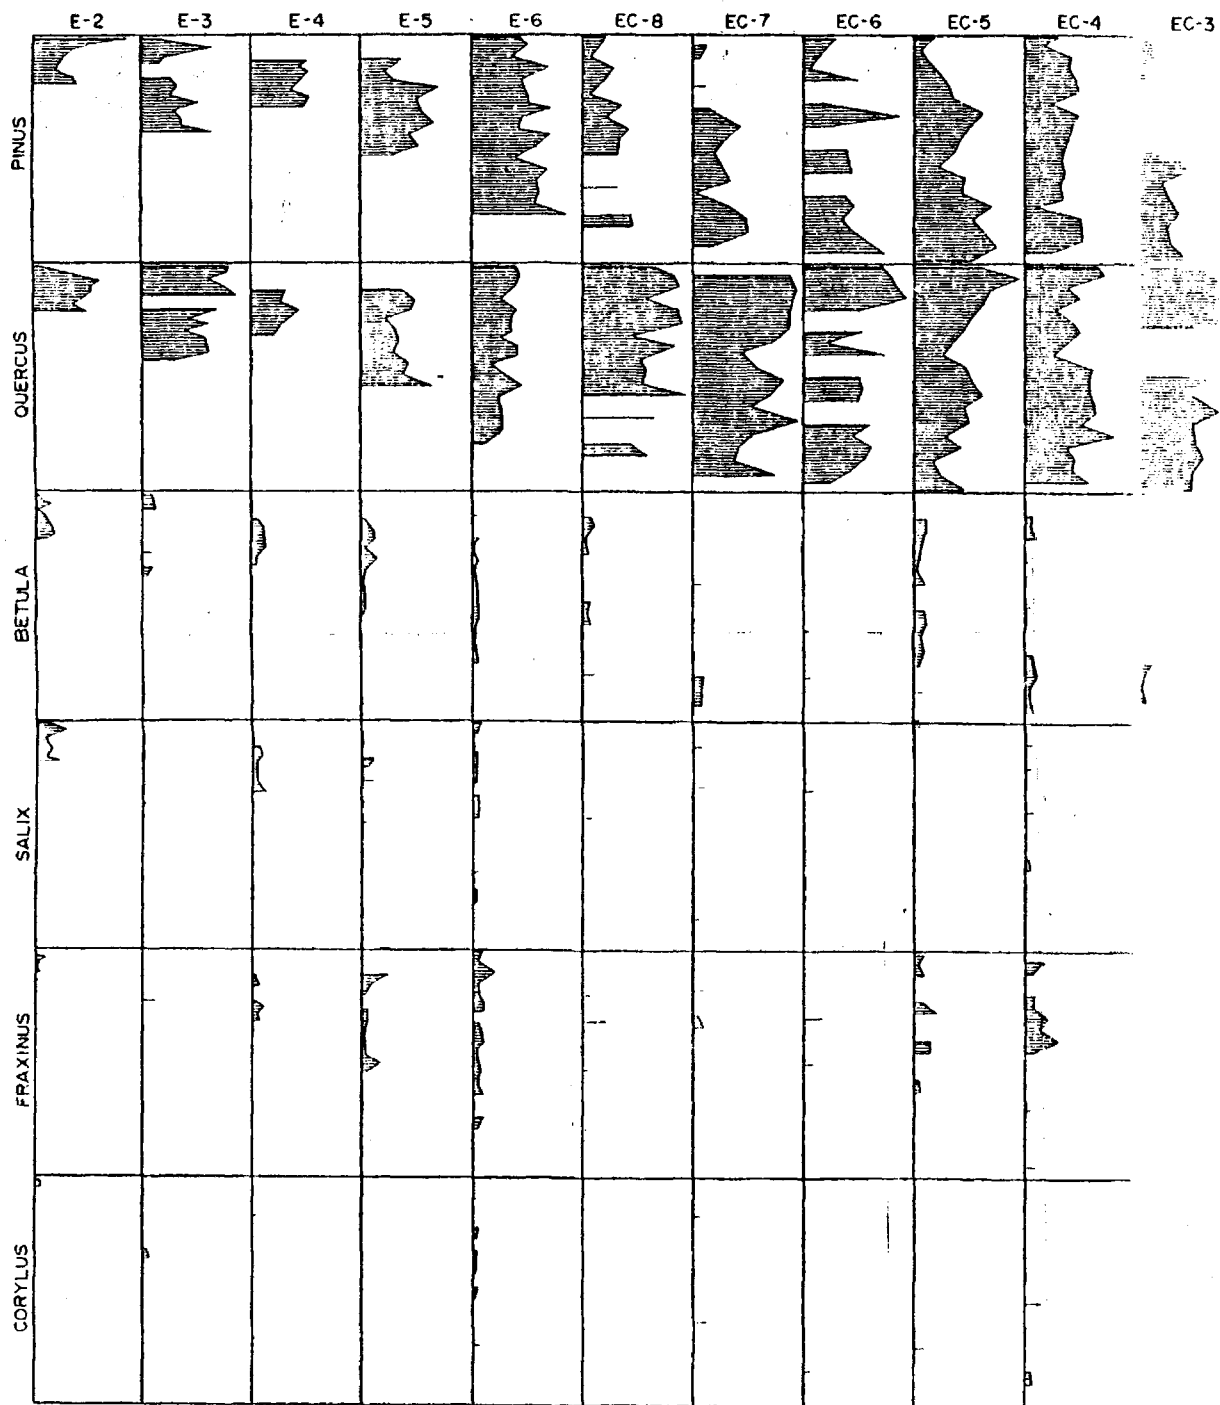 E-2 E-3 E-4 E-5 E-6 EC-8 EC-7 EC-6 EC-5 EC-4 EC-3
PINUS
QUERCUS
BETULA
SALIX
FRAXINUS
CORYLUS